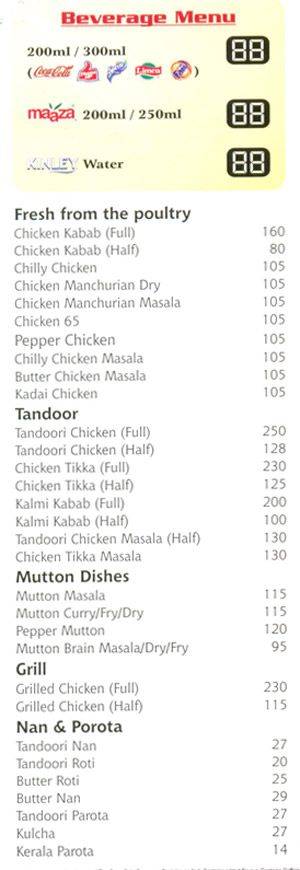 Beverage Menu
200ml / 300ml 88
( Coca-Cola Limca )
maaza 200ml / 250ml 88
KINLEY Water 88
Fresh from the poultry
Chicken Kabab (Full) 160
Chicken Kabab (Half) 80
Chilly Chicken 105
Chicken Manchurian Dry 105
Chicken Manchurian Masala 105
Chicken 65 105
Pepper Chicken 105
Chilly Chicken Masala 105
Butter Chicken Masala 105
Kadai Chicken 105
Tandoor
Tandoori Chicken (Full) 250
Tandoori Chicken (Half) 128
Chicken Tikka (Full) 230
Chicken Tikka (Half) 125
Kalmi Kabab (Full) 200
Kalmi Kabab (Half) 100
Tandoori Chicken Masala (Half) 130
Chicken Tikka Masala 130
Mutton Dishes
Mutton Masala 115
Mutton Curry/Fry/Dry 115
Pepper Mutton 120
Mutton Brain Masala/Dry/Fry 95
Grill
Grilled Chicken (Full) 230
Grilled Chicken (Half) 115
Nan & Porota
Tandoori Nan 27
Tandoori Roti 20
Butter Roti 25
Butter Nan 29
Tandoori Parota 27
Kulcha 27
Kerala Parota 14